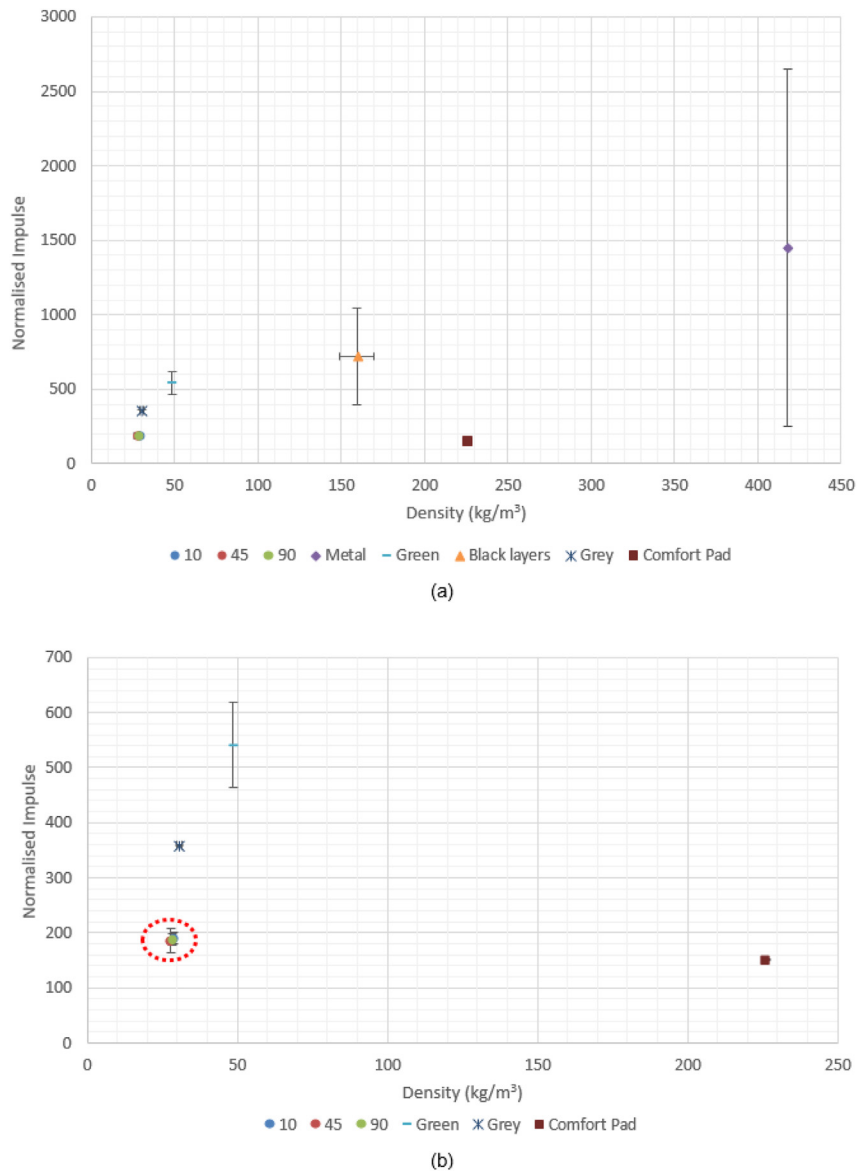 3000
2500
2000
1500
1000
500
0
Normalised Impulse
0 50 100 150 200 250 300 350 400 450
Density (kg/m³)
10 45 90 Metal Green Black layers Grey Comfort Pad
(a)
700
600
500
400
300
200
100
0
Normalised Impulse
0 50 100 150 200 250
Density (kg/m³)
10 45 90 Green Grey Comfort Pad
(b)